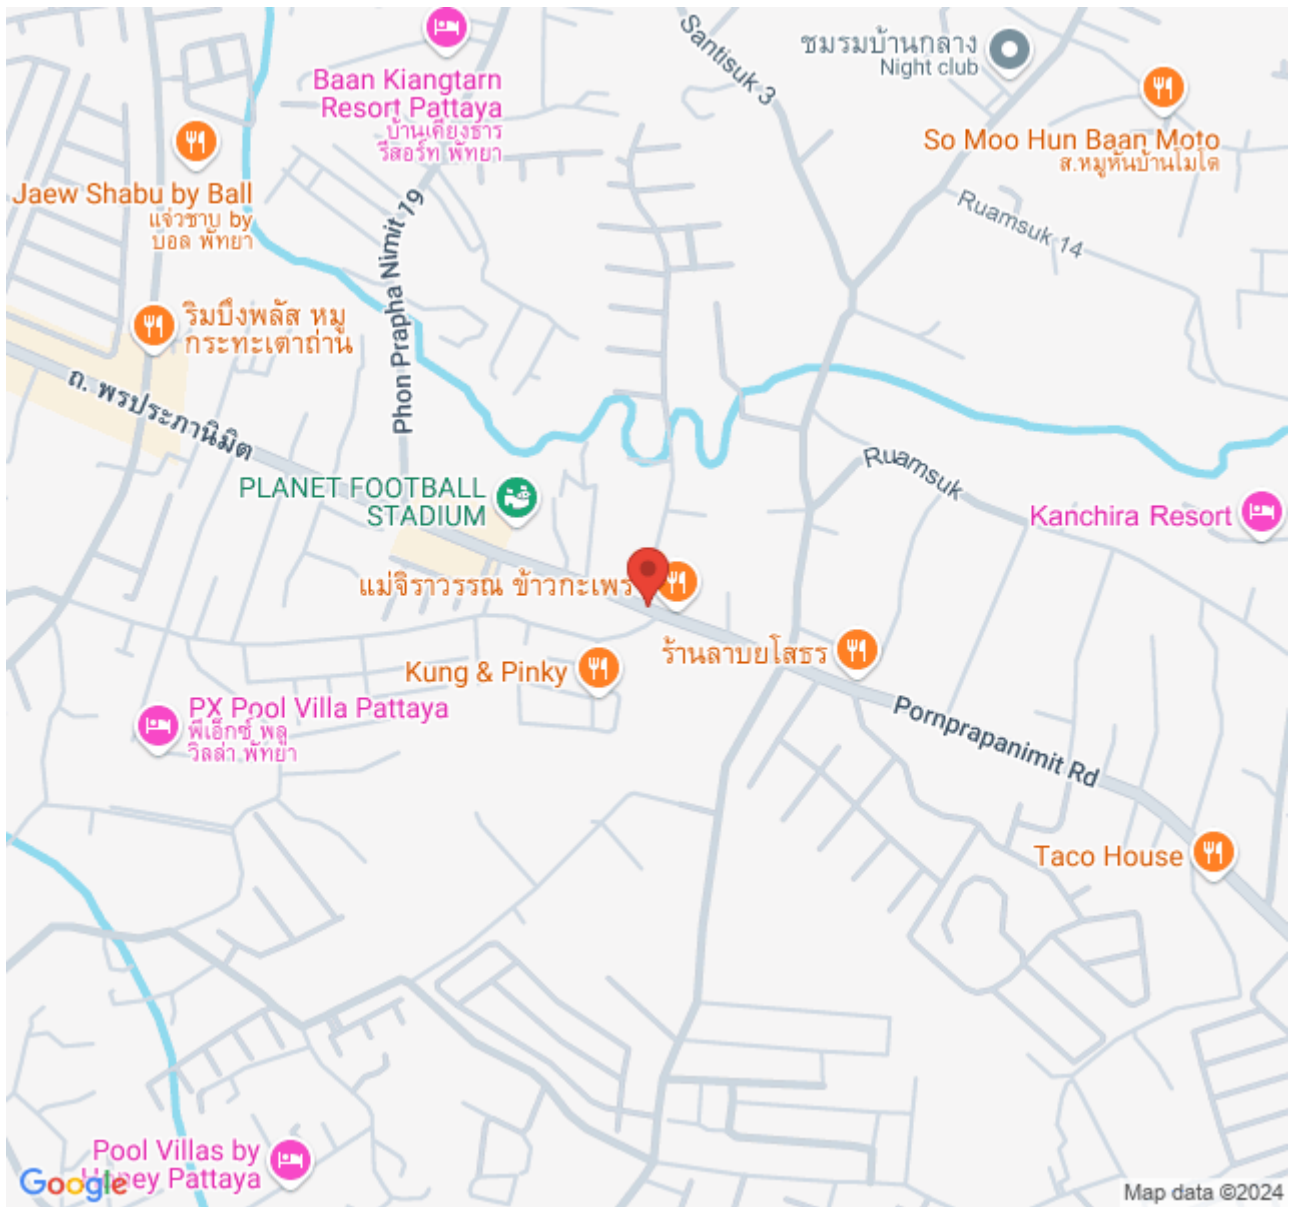 Santisuk 3
ชมรมบ้านกลาง
Night club
Baan Kiangtarn
Resort Pattaya
บ้านเคียงธาร
รีสอร์ท พัทยา
So Moo Hun Baan Moto
ส.หมูหันบ้านโมโต
Jaew Shabu by Ball
แจ่วชาบู by
บอล พัทยา
Phon Prapha Nimit 19
Ruamsuk 14
ริมบึงพลัส หมู
กระทะเตาถ่าน
ถ. พรประภานิมิต
Ruamsuk
PLANET FOOTBALL
STADIUM
Kanchira Resort
แม่จิราวรรณ ข้าวกะเพร
ร้านลาบยโสธร
Kung & Pinky
PX Pool Villa Pattaya
พีเอ็กซ์ พลู
วิลล่า พัทยา
Pornprapanimit Rd
Taco House
Pool Villas by
Honey Pattaya
Google
Map data ©2024